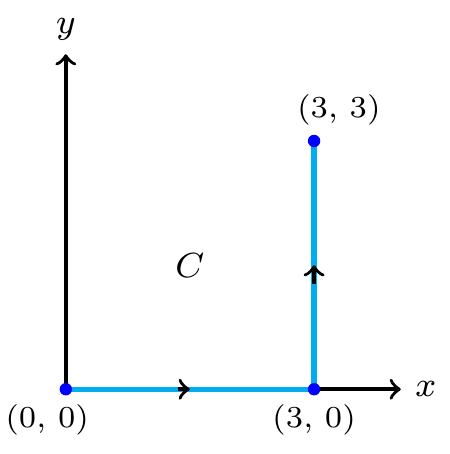 y
(3, 3)
C
x
(0, 0)
(3, 0)